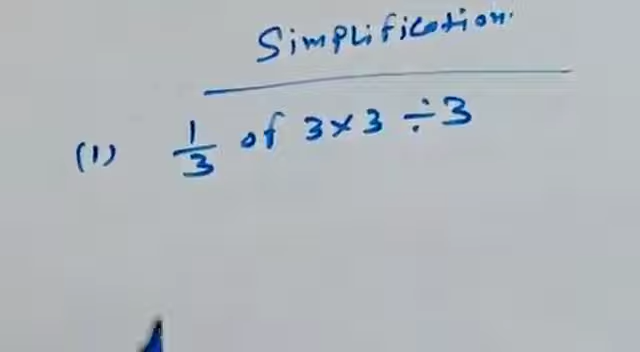 Simplification.
(1) 1/3 of 3×3÷3